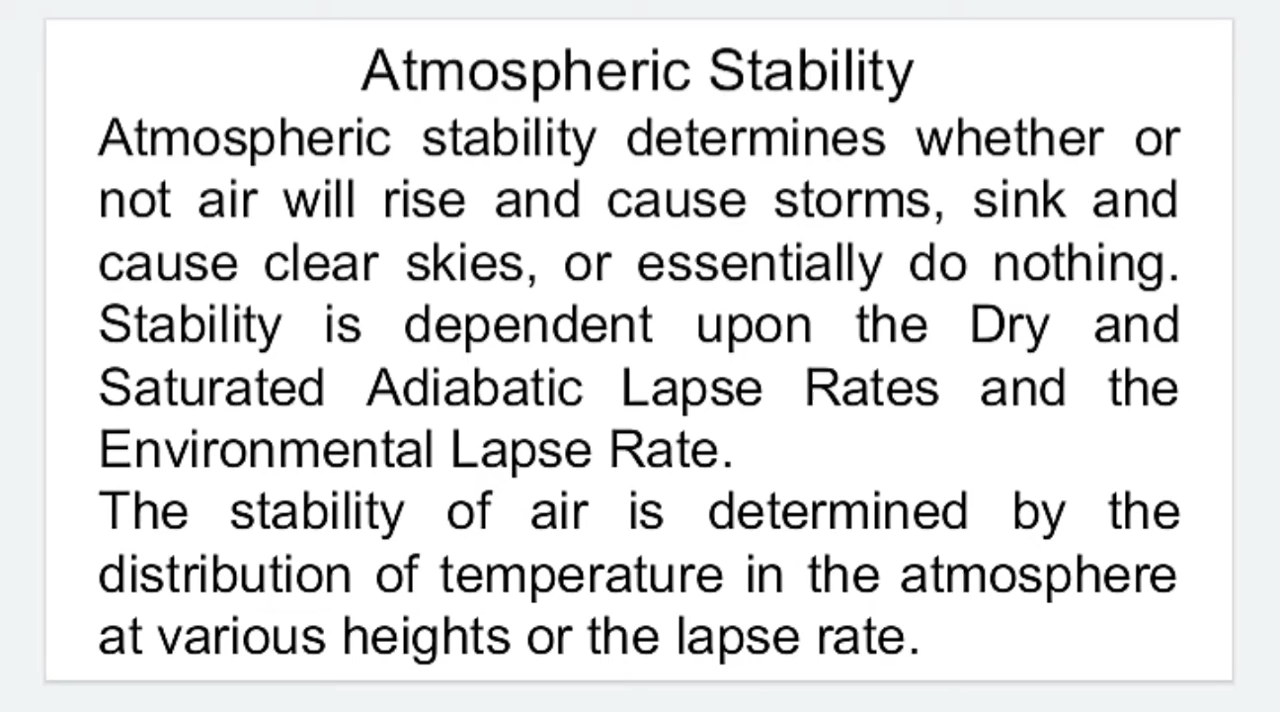 Atmospheric Stability
Atmospheric stability determines whether or
not air will rise and cause storms, sink and
cause clear skies, or essentially do nothing.
Stability is dependent upon the Dry and
Saturated Adiabatic Lapse Rates and the
Environmental Lapse Rate.
The stability of air is determined by the
distribution of temperature in the atmosphere
at various heights or the lapse rate.